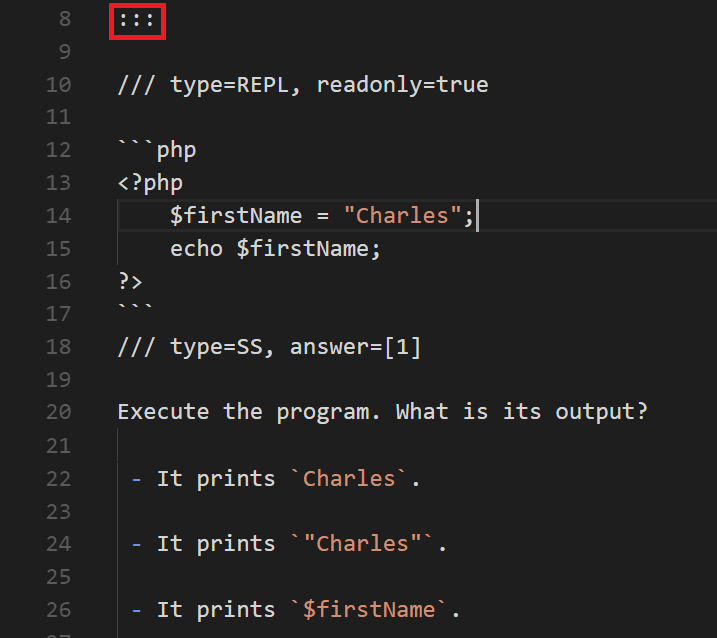 8 :::
9
10 /// type=REPL, readonly=true
11
12 ```php
13 <?php
14     $firstName = "Charles";
15     echo $firstName;
16 ?>
17 ```
18 /// type=SS, answer=[1]
19
20 Execute the program. What is its output?
21
22  - It prints `Charles`.
23
24  - It prints `"Charles"`.
25
26  - It prints `$firstName`.